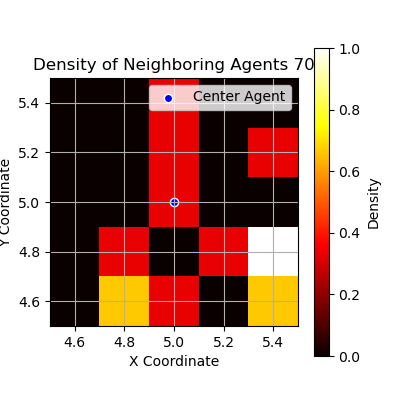 Density of Neighboring Agents 70
Center Agent
5.4
5.2
5.0
4.8
4.6
4.6 4.8 5.0 5.2 5.4
X Coordinate
Y Coordinate
1.0
0.8
0.6
0.4
0.2
0.0
Density